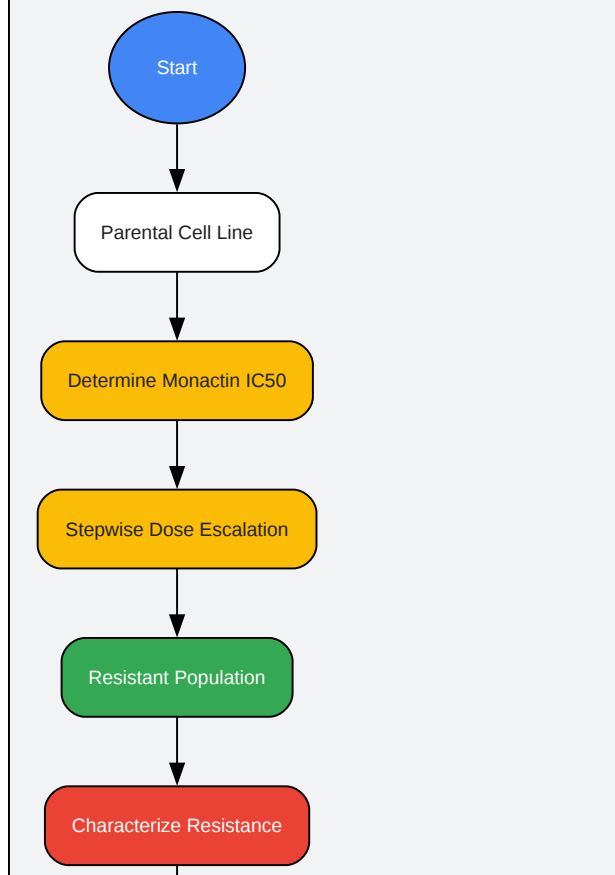 Start
Parental Cell Line
Determine Monactin IC50
Stepwise Dose Escalation
Resistant Population
Characterize Resistance